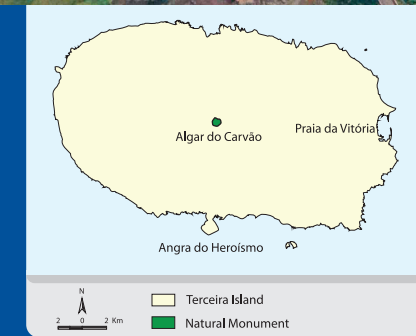 Algar do Carvão
Praia da Vitória
Angra do Heroísmo
N
2 0 2 Km
Terceira Island
Natural Monument